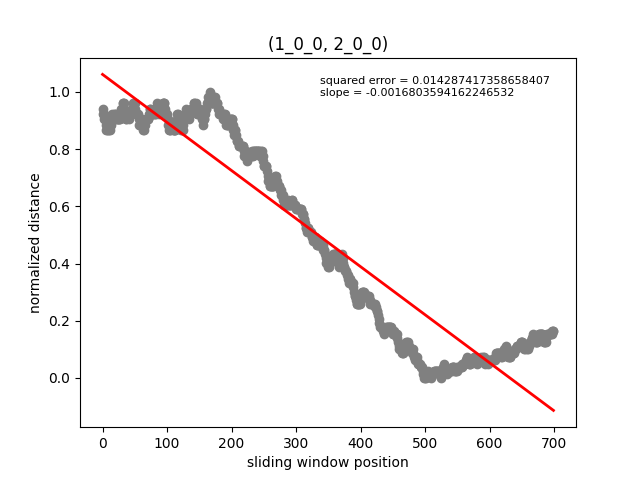 (1_0_0, 2_0_0)
squared error = 0.014287417358658407
slope = -0.0016803594162246532
1.0
0.8
0.6
0.4
0.2
0.0
normalized distance
0 100 200 300 400 500 600 700
sliding window position